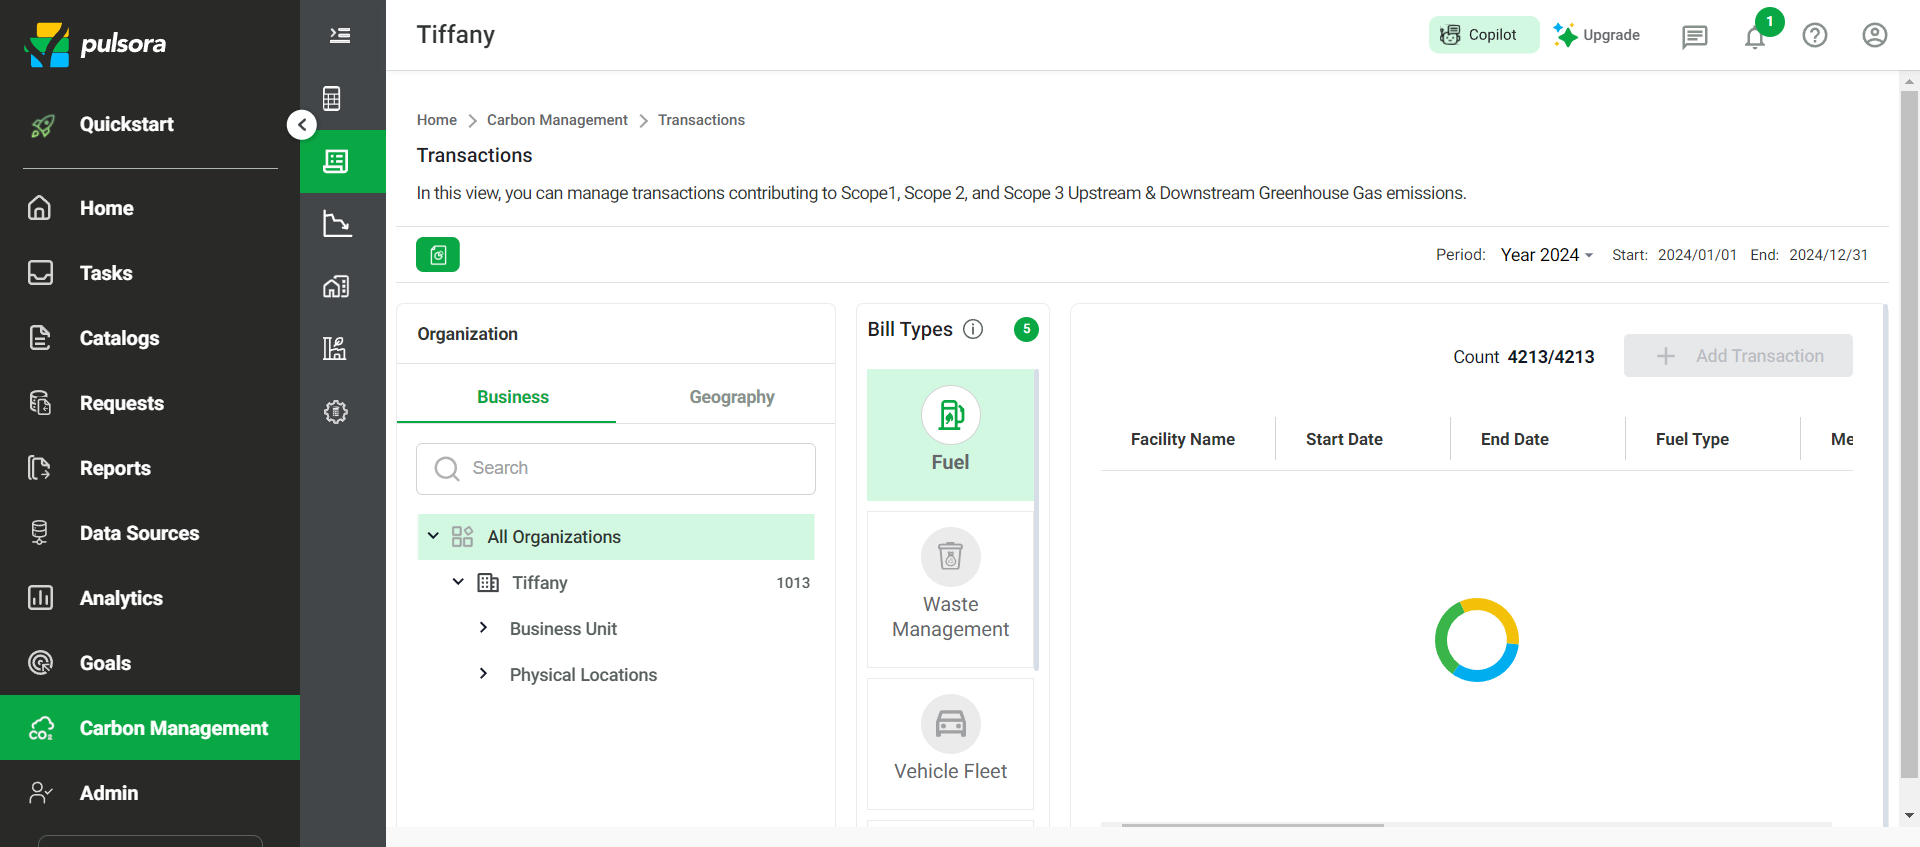 pulsora
Quickstart
Home
Tasks
Catalogs
Requests
Reports
Data Sources
Analytics
Goals
CO₂
Carbon Management
Admin
Tiffany
Copilot
Upgrade
1
Home > Carbon Management > Transactions
Transactions
In this view, you can manage transactions contributing to Scope1, Scope 2, and Scope 3 Upstream & Downstream Greenhouse Gas emissions.
Period: Year 2024 Start: 2024/01/01 End: 2024/12/31
Organization
Business Geography
Search
All Organizations
Tiffany 1013
Business Unit
Physical Locations
Bill Types 5
Fuel
Waste
Management
Vehicle Fleet
Count 4213/4213
+ Add Transaction
Facility Name Start Date End Date Fuel Type Me